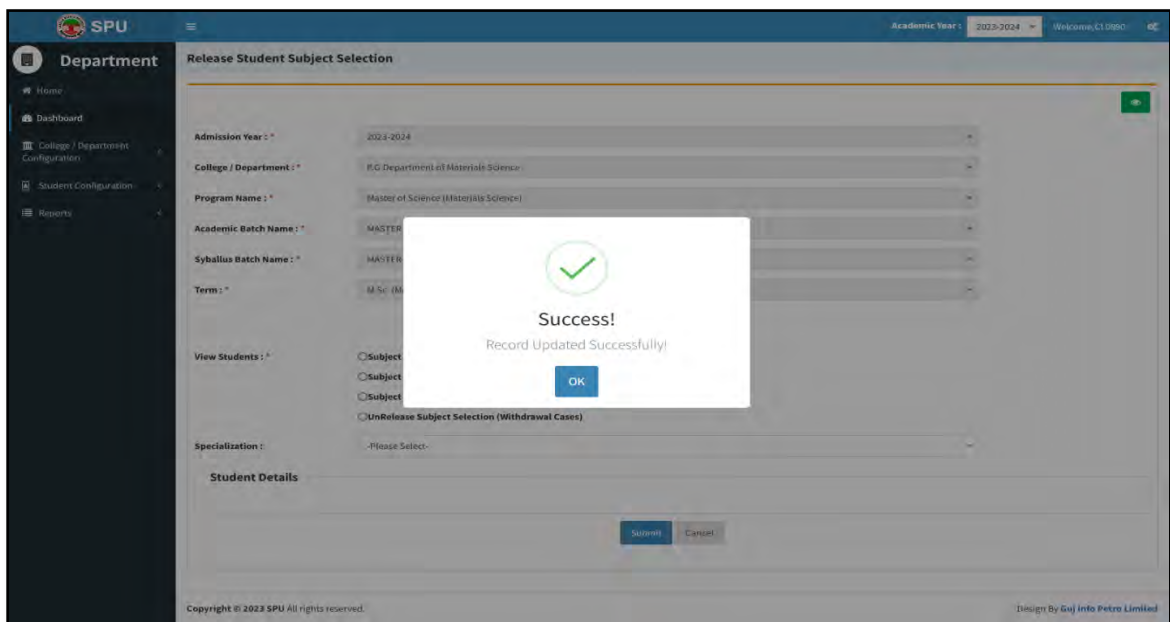 SPU
Academic Year : 2023-2024 Welcome,
Department
Release Student Subject Selection
Home
Dashboard
College / Department
Configuration
Student Configuration
Reports
Admission Year : * 2023-2024
College / Department : * P.G Department of Materials Science
Program Name : * Master of Science (Materials Science)
Academic Batch Name : * MASTER
Syballus Batch Name : * MASTER
Term : * M.Sc. (M
Success!
Record Updated Successfully!
OK
View Students : * Subject
Subject
Subject
UnRelease Subject Selection (Withdrawal Cases)
Specialization : -Please Select-
Student Details
Submit Cancel
Copyright © 2023 SPU All rights reserved. Design By Guj Info Petro Limited